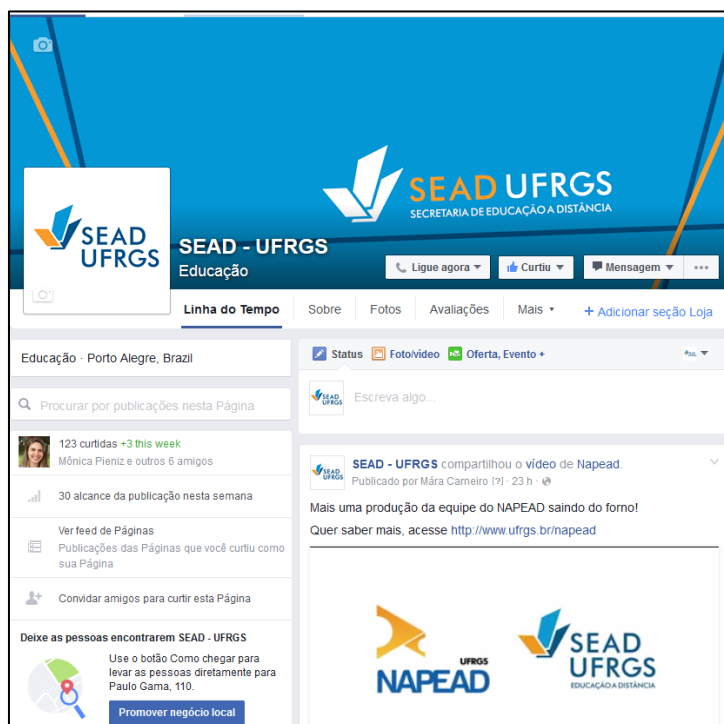 SEAD UFRGS
SECRETARIA DE EDUCAÇÃO A DISTÂNCIA
SEAD
UFRGS
SEAD - UFRGS
Educação
Ligue agora
Curtiu
Mensagem
Linha do Tempo
Sobre
Fotos
Avaliações
Mais
+ Adicionar seção Loja
Educação · Porto Alegre, Brazil
Procurar por publicações nesta Página
123 curtidas +3 this week
Mônica Pieniz e outros 6 amigos
30 alcance da publicação nesta semana
Ver feed de Páginas
Publicações das Páginas que você curtiu como
sua Página
Convidar amigos para curtir esta Página
Deixe as pessoas encontrarem SEAD - UFRGS
Use o botão Como chegar para
levar as pessoas diretamente para
Paulo Gama, 110.
Promover negócio local
Status
Foto/vídeo
Oferta, Evento +
SEAD
UFRGS
Escreva algo...
SEAD
UFRGS
SEAD - UFRGS compartilhou o vídeo de Napead.
Publicado por Mára Carneiro [?] · 23 h ·
Mais uma produção da equipe do NAPEAD saindo do forno!
Quer saber mais, acesse http://www.ufrgs.br/napead
UFRGS
NAPEAD
SEAD
UFRGS
EDUCAÇÃO A DISTÂNCIA